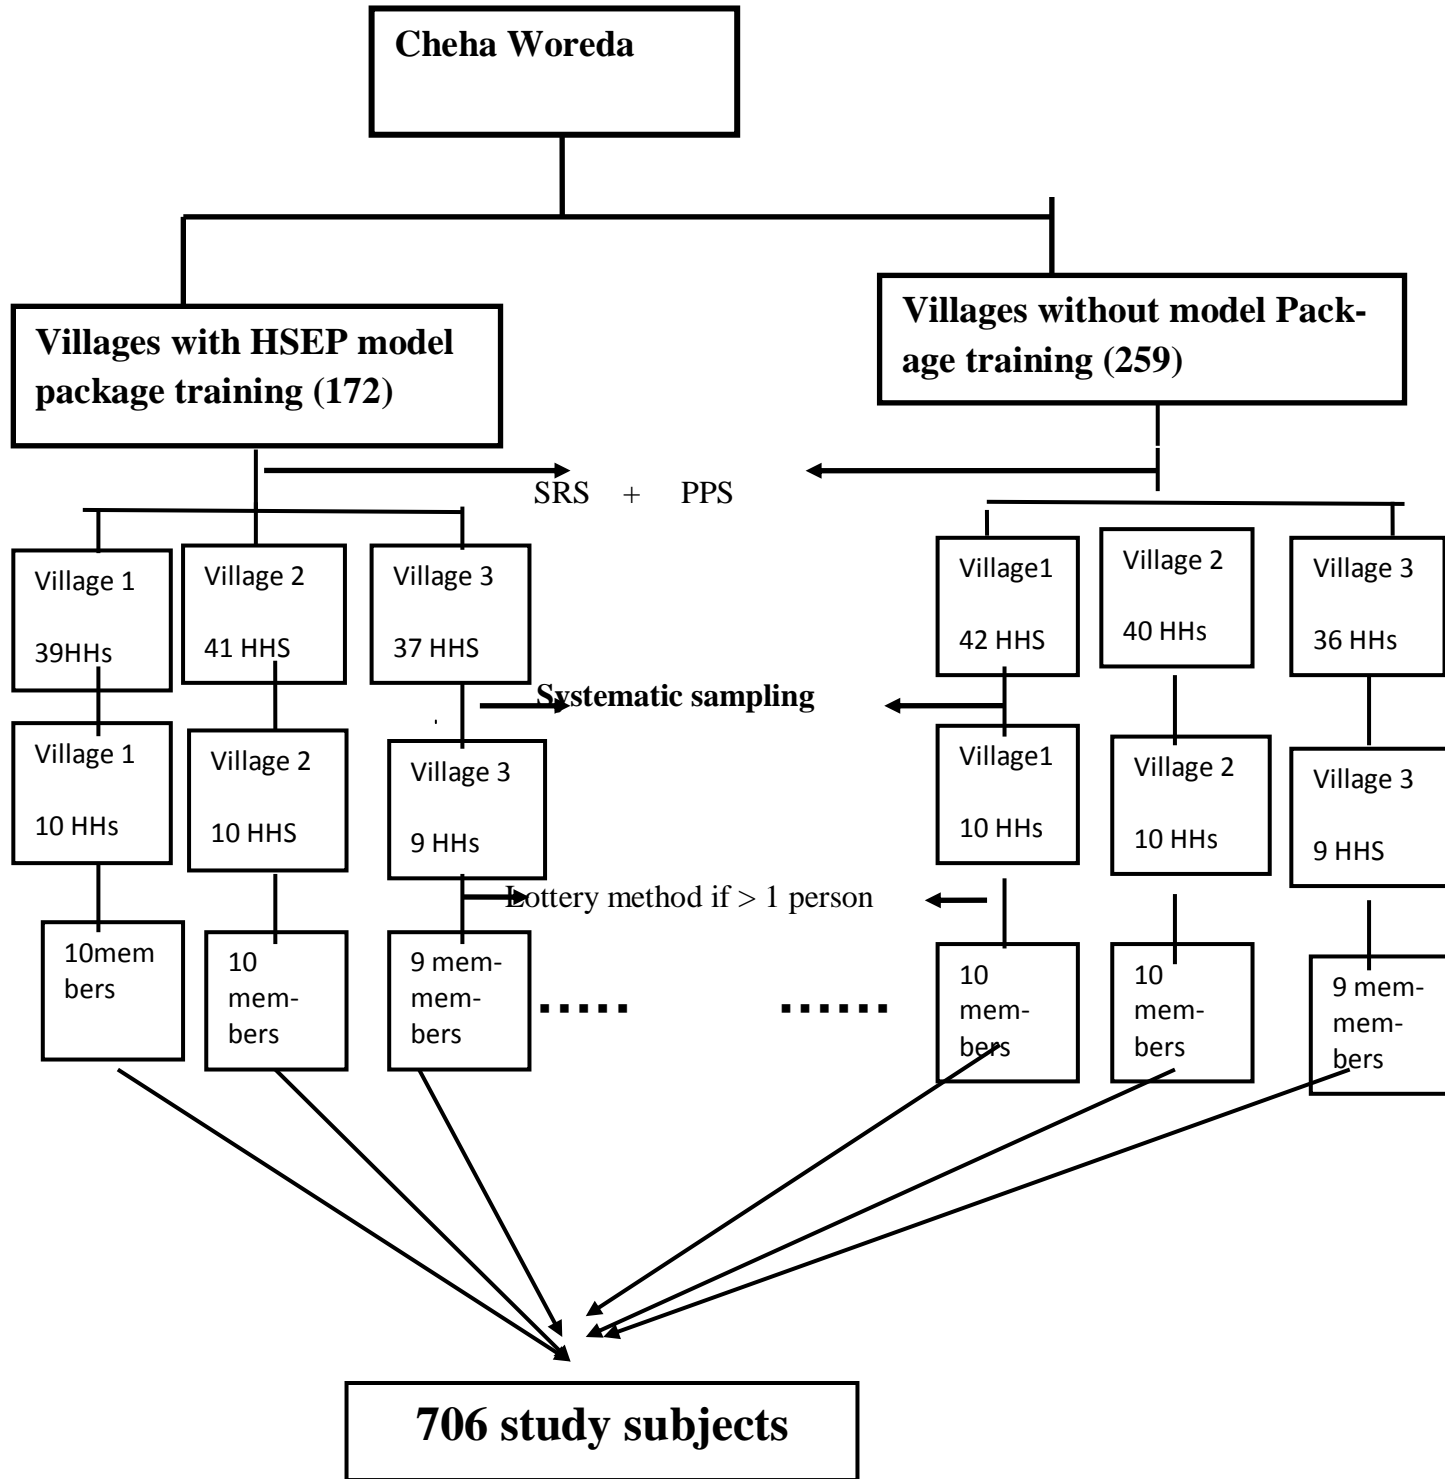 Cheha Woreda
Villages with HSEP model
package training (172)
Villages without model Pack-
age training (259)
SRS + PPS
Village 1
39HHs
Village 2
41 HHS
Village 3
37 HHS
Village1
42 HHS
Village 2
40 HHs
Village 3
36 HHs
Systematic sampling
Village 1
10 HHs
Village 2
10 HHS
Village 3
9 HHs
Village1
10 HHs
Village 2
10 HHs
Village 3
9 HHS
Lottery method if > 1 person
10mem
bers
10
mem-
bers
9 mem-
mem-
bers
10
mem-
bers
10
mem-
bers
9 mem-
mem-
bers
706 study subjects